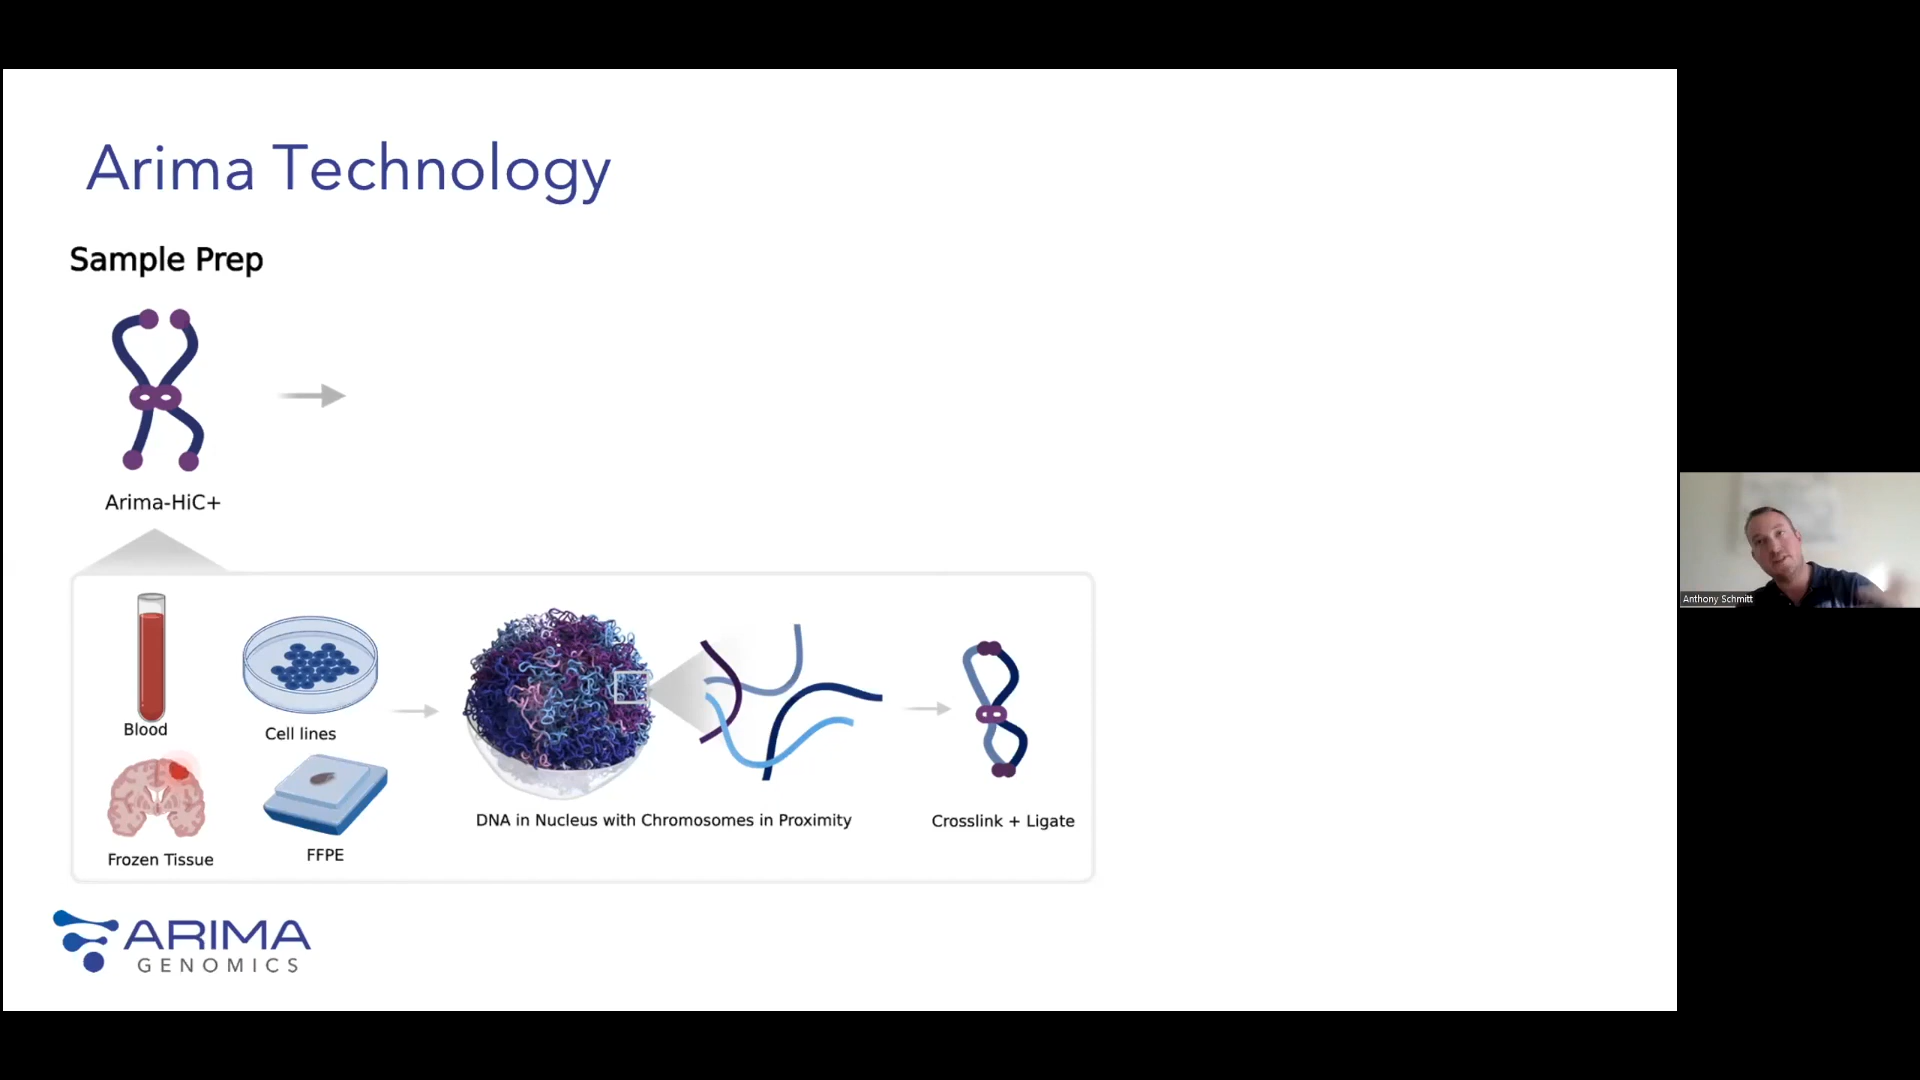 Arima Technology
Sample Prep
Arima-HiC+
Blood
Cell lines
Frozen Tissue
FFPE
DNA in Nucleus with Chromosomes in Proximity
Crosslink + Ligate
ARIMA
GENOMICS
Anthony Schmitt